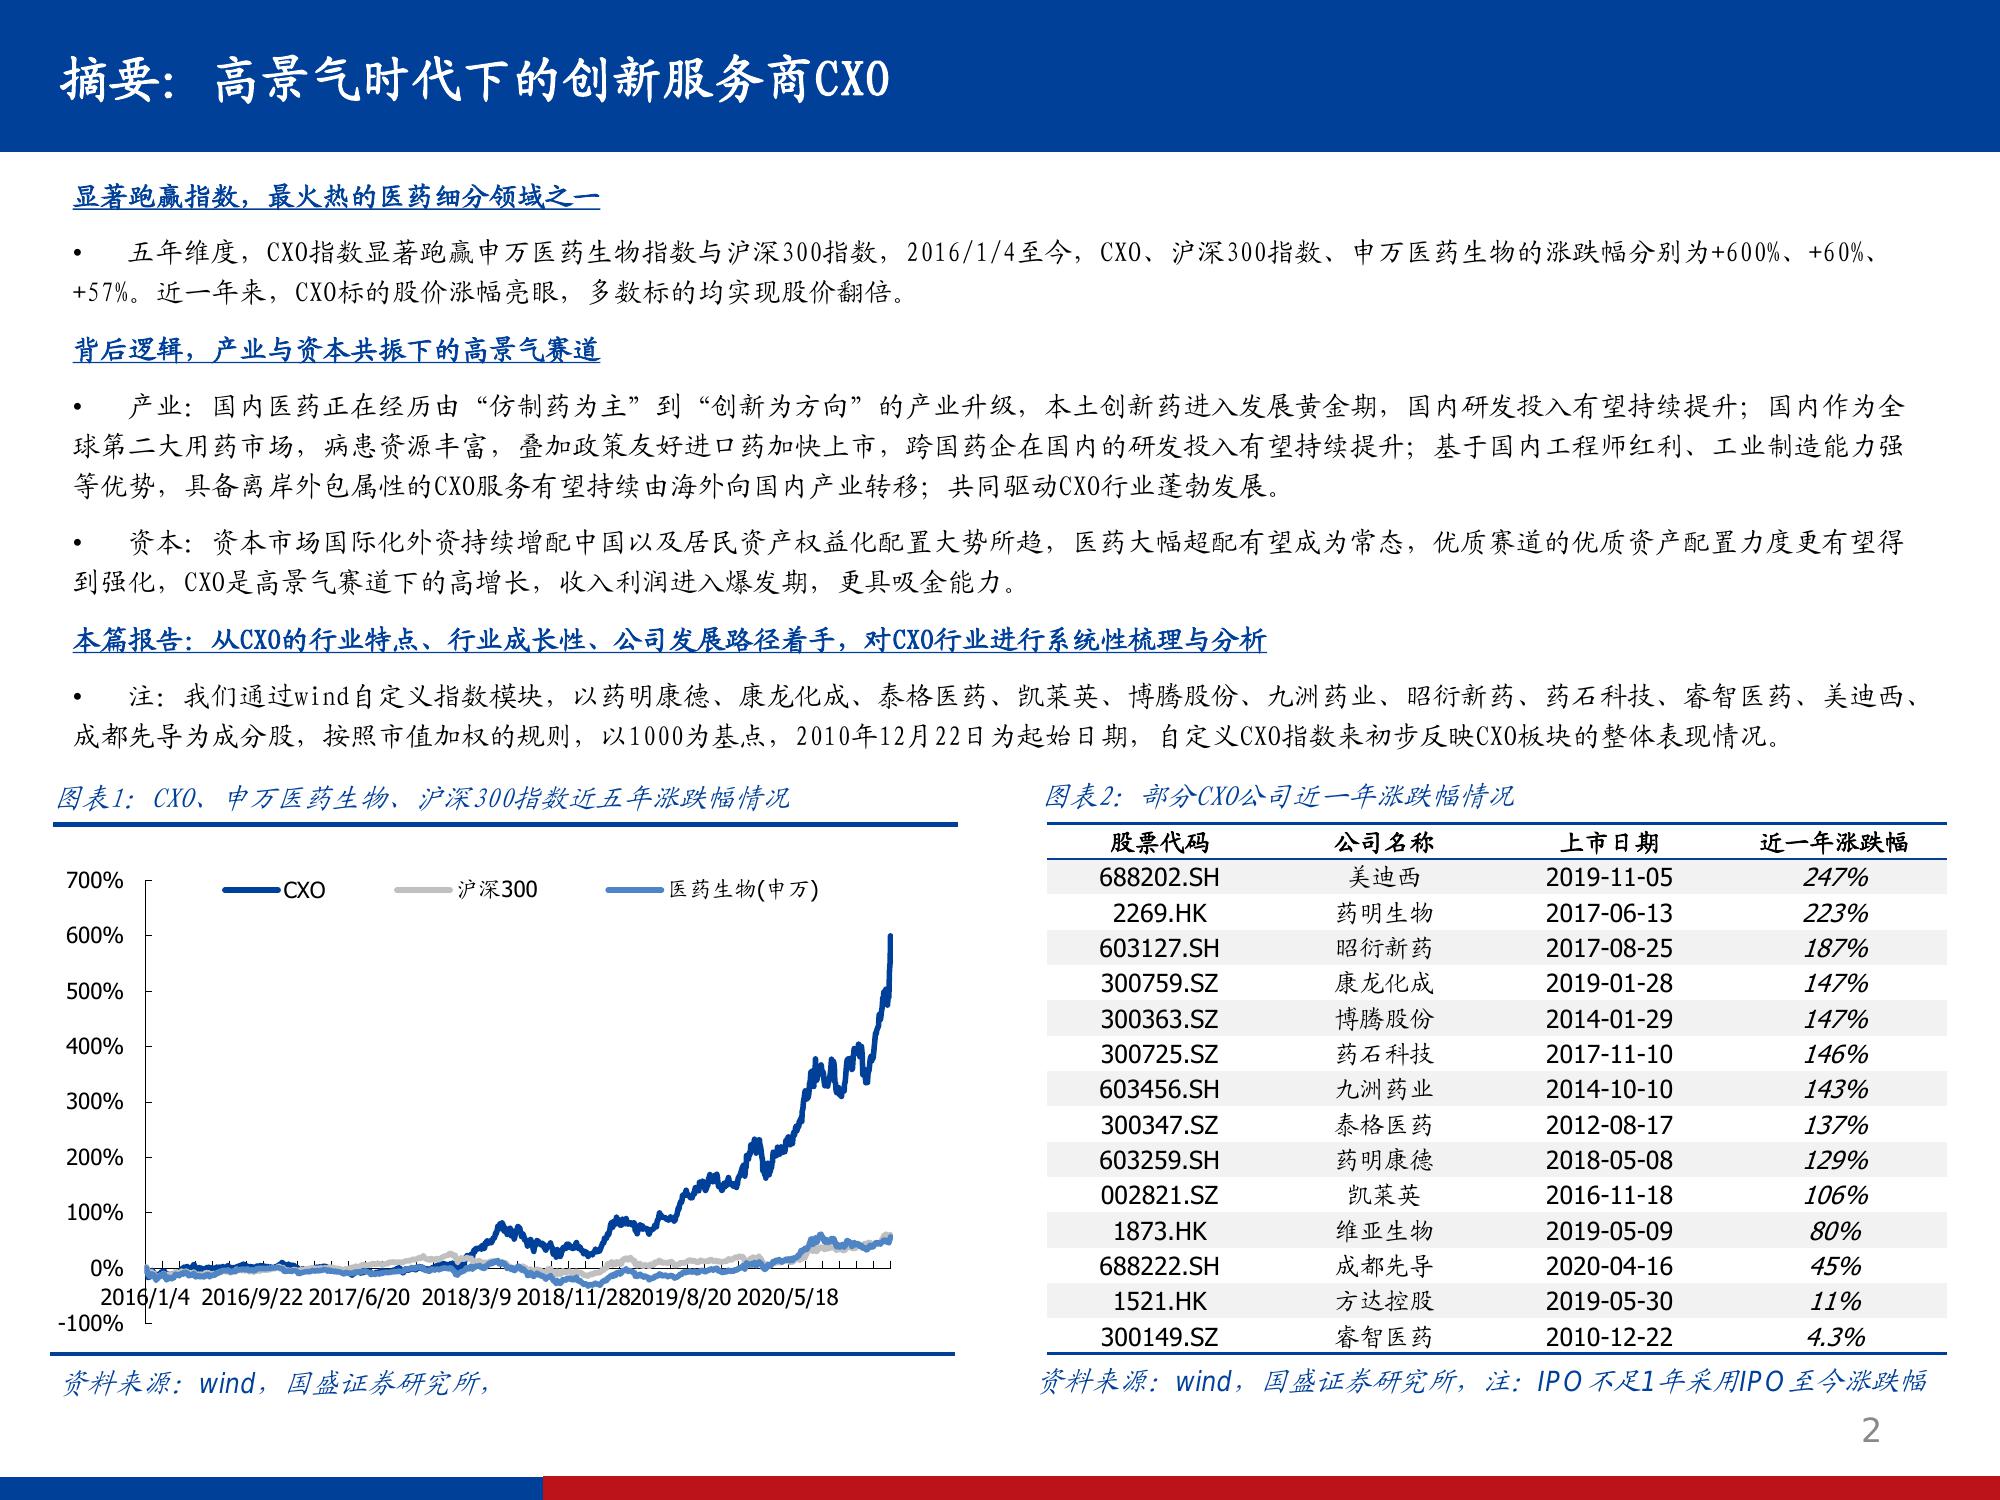 摘要：高景气时代下的创新服务商CXO
显著跑赢指数，最火热的医药细分领域之一
• 五年维度，CXO指数显著跑赢申万医药生物指数与沪深300指数，2016/1/4至今，CXO、沪深300指数、申万医药生物的涨跌幅分别为+600%、+60%、
+57%。近一年来，CXO标的股价涨幅亮眼，多数标的均实现股价翻倍。
背后逻辑，产业与资本共振下的高景气赛道
• 产业：国内医药正在经历由“仿制药为主”到“创新为方向”的产业升级，本土创新药进入发展黄金期，国内研发投入有望持续提升；国内作为全
球第二大用药市场，病患资源丰富，叠加政策友好进口药加快上市，跨国药企在国内的研发投入有望持续提升；基于国内工程师红利、工业制造能力强
等优势，具备离岸外包属性的CXO服务有望持续由海外向国内产业转移；共同驱动CXO行业蓬勃发展。
• 资本：资本市场国际化外资持续增配中国以及居民资产权益化配置大势所趋，医药大幅超配有望成为常态，优质赛道的优质资产配置力度更有望得
到强化，CXO是高景气赛道下的高增长，收入利润进入爆发期，更具吸金能力。
本篇报告：从CXO的行业特点、行业成长性、公司发展路径着手，对CXO行业进行系统性梳理与分析
• 注：我们通过wind自定义指数模块，以药明康德、康龙化成、泰格医药、凯莱英、博腾股份、九洲药业、昭衍新药、药石科技、睿智医药、美迪西、
成都先导为成分股，按照市值加权的规则，以1000为基点，2010年12月22日为起始日期，自定义CXO指数来初步反映CXO板块的整体表现情况。
图表1：CXO、申万医药生物、沪深300指数近五年涨跌幅情况
CXO 沪深300 医药生物(申万)
700%
600%
500%
400%
300%
200%
100%
0%
-100%
2016/1/4 2016/9/22 2017/6/20 2018/3/9 2018/11/28 2019/8/20 2020/5/18
资料来源：wind，国盛证券研究所，
图表2：部分CXO公司近一年涨跌幅情况
股票代码 公司名称 上市日期 近一年涨跌幅
688202.SH 美迪西 2019-11-05 247%
2269.HK 药明生物 2017-06-13 223%
603127.SH 昭衍新药 2017-08-25 187%
300759.SZ 康龙化成 2019-01-28 147%
300363.SZ 博腾股份 2014-01-29 147%
300725.SZ 药石科技 2017-11-10 146%
603456.SH 九洲药业 2014-10-10 143%
300347.SZ 泰格医药 2012-08-17 137%
603259.SH 药明康德 2018-05-08 129%
002821.SZ 凯莱英 2016-11-18 106%
1873.HK 维亚生物 2019-05-09 80%
688222.SH 成都先导 2020-04-16 45%
1521.HK 方达控股 2019-05-30 11%
300149.SZ 睿智医药 2010-12-22 4.3%
资料来源：wind，国盛证券研究所，注：IPO不足1年采用IPO至今涨跌幅
2